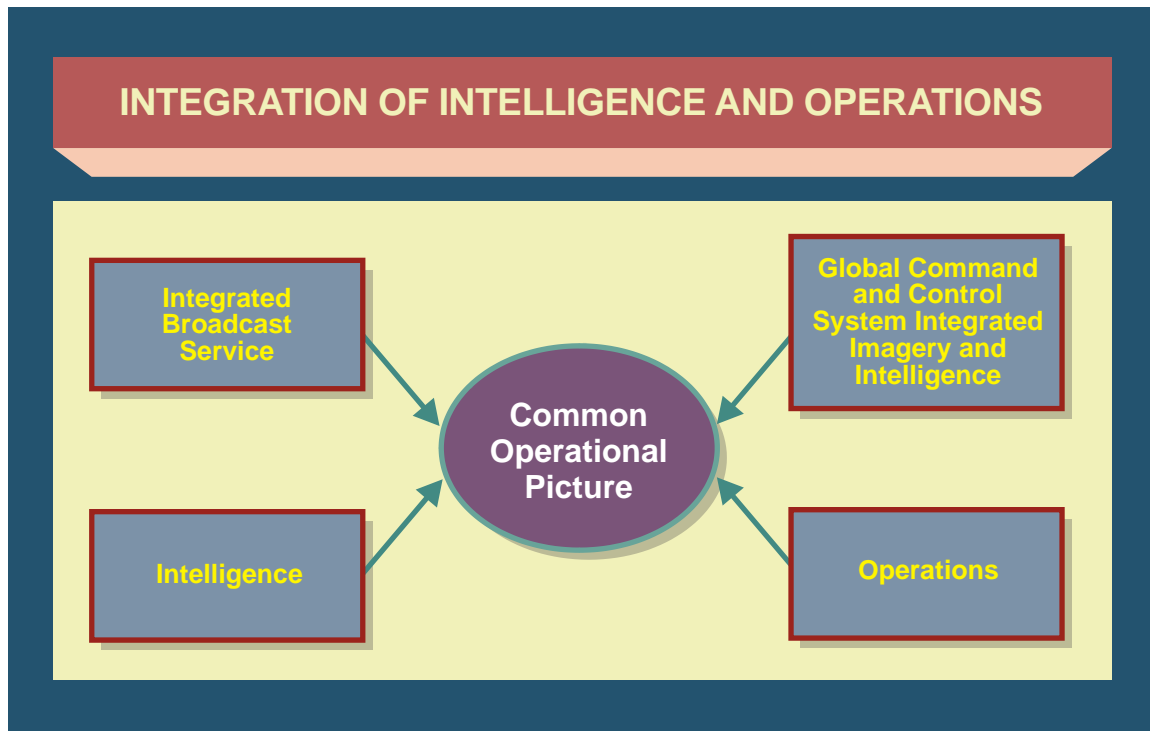 INTEGRATION OF INTELLIGENCE AND OPERATIONS
Integrated
Broadcast
Service
Global Command
and Control
System Integrated
Imagery and
Intelligence
Common
Operational
Picture
Intelligence
Operations